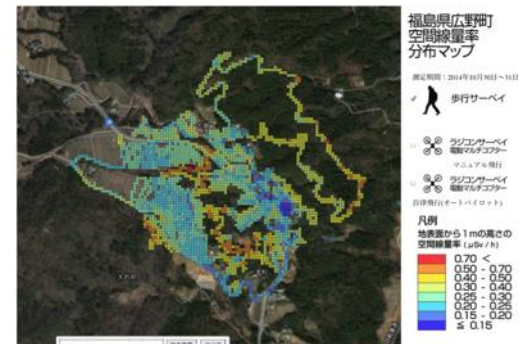 福島県広野町
空間線量率
分布マップ
測定期間：2014年10月30日～31日
歩行サーベイ
ラジコンサーベイ
電動マルチコプター
マニュアル飛行
ラジコンサーベイ
電動マルチコプター
自律飛行(オートパイロット)
凡例
地表面から1mの高さの
空間線量率 (μSv/h)
0.70 <
0.50 - 0.70
0.40 - 0.50
0.30 - 0.40
0.25 - 0.30
0.20 - 0.25
0.15 - 0.20
≦ 0.15